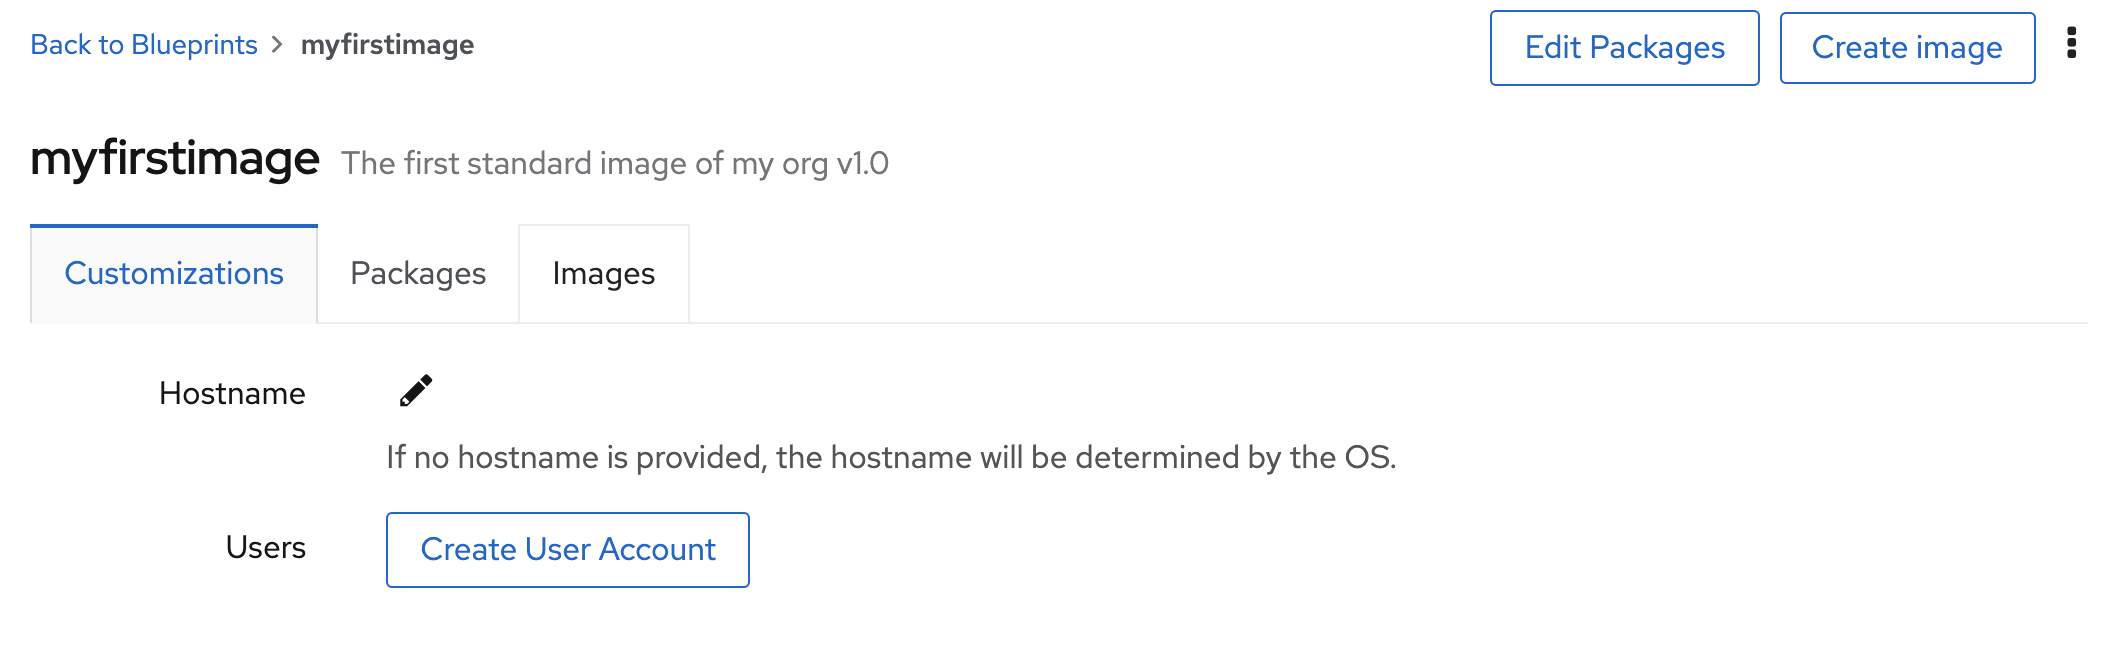 Back to Blueprints > myfirstimage
Edit Packages
Create image
myfirstimage The first standard image of my org v1.0
Customizations
Packages
Images
Hostname
If no hostname is provided, the hostname will be determined by the OS.
Users
Create User Account